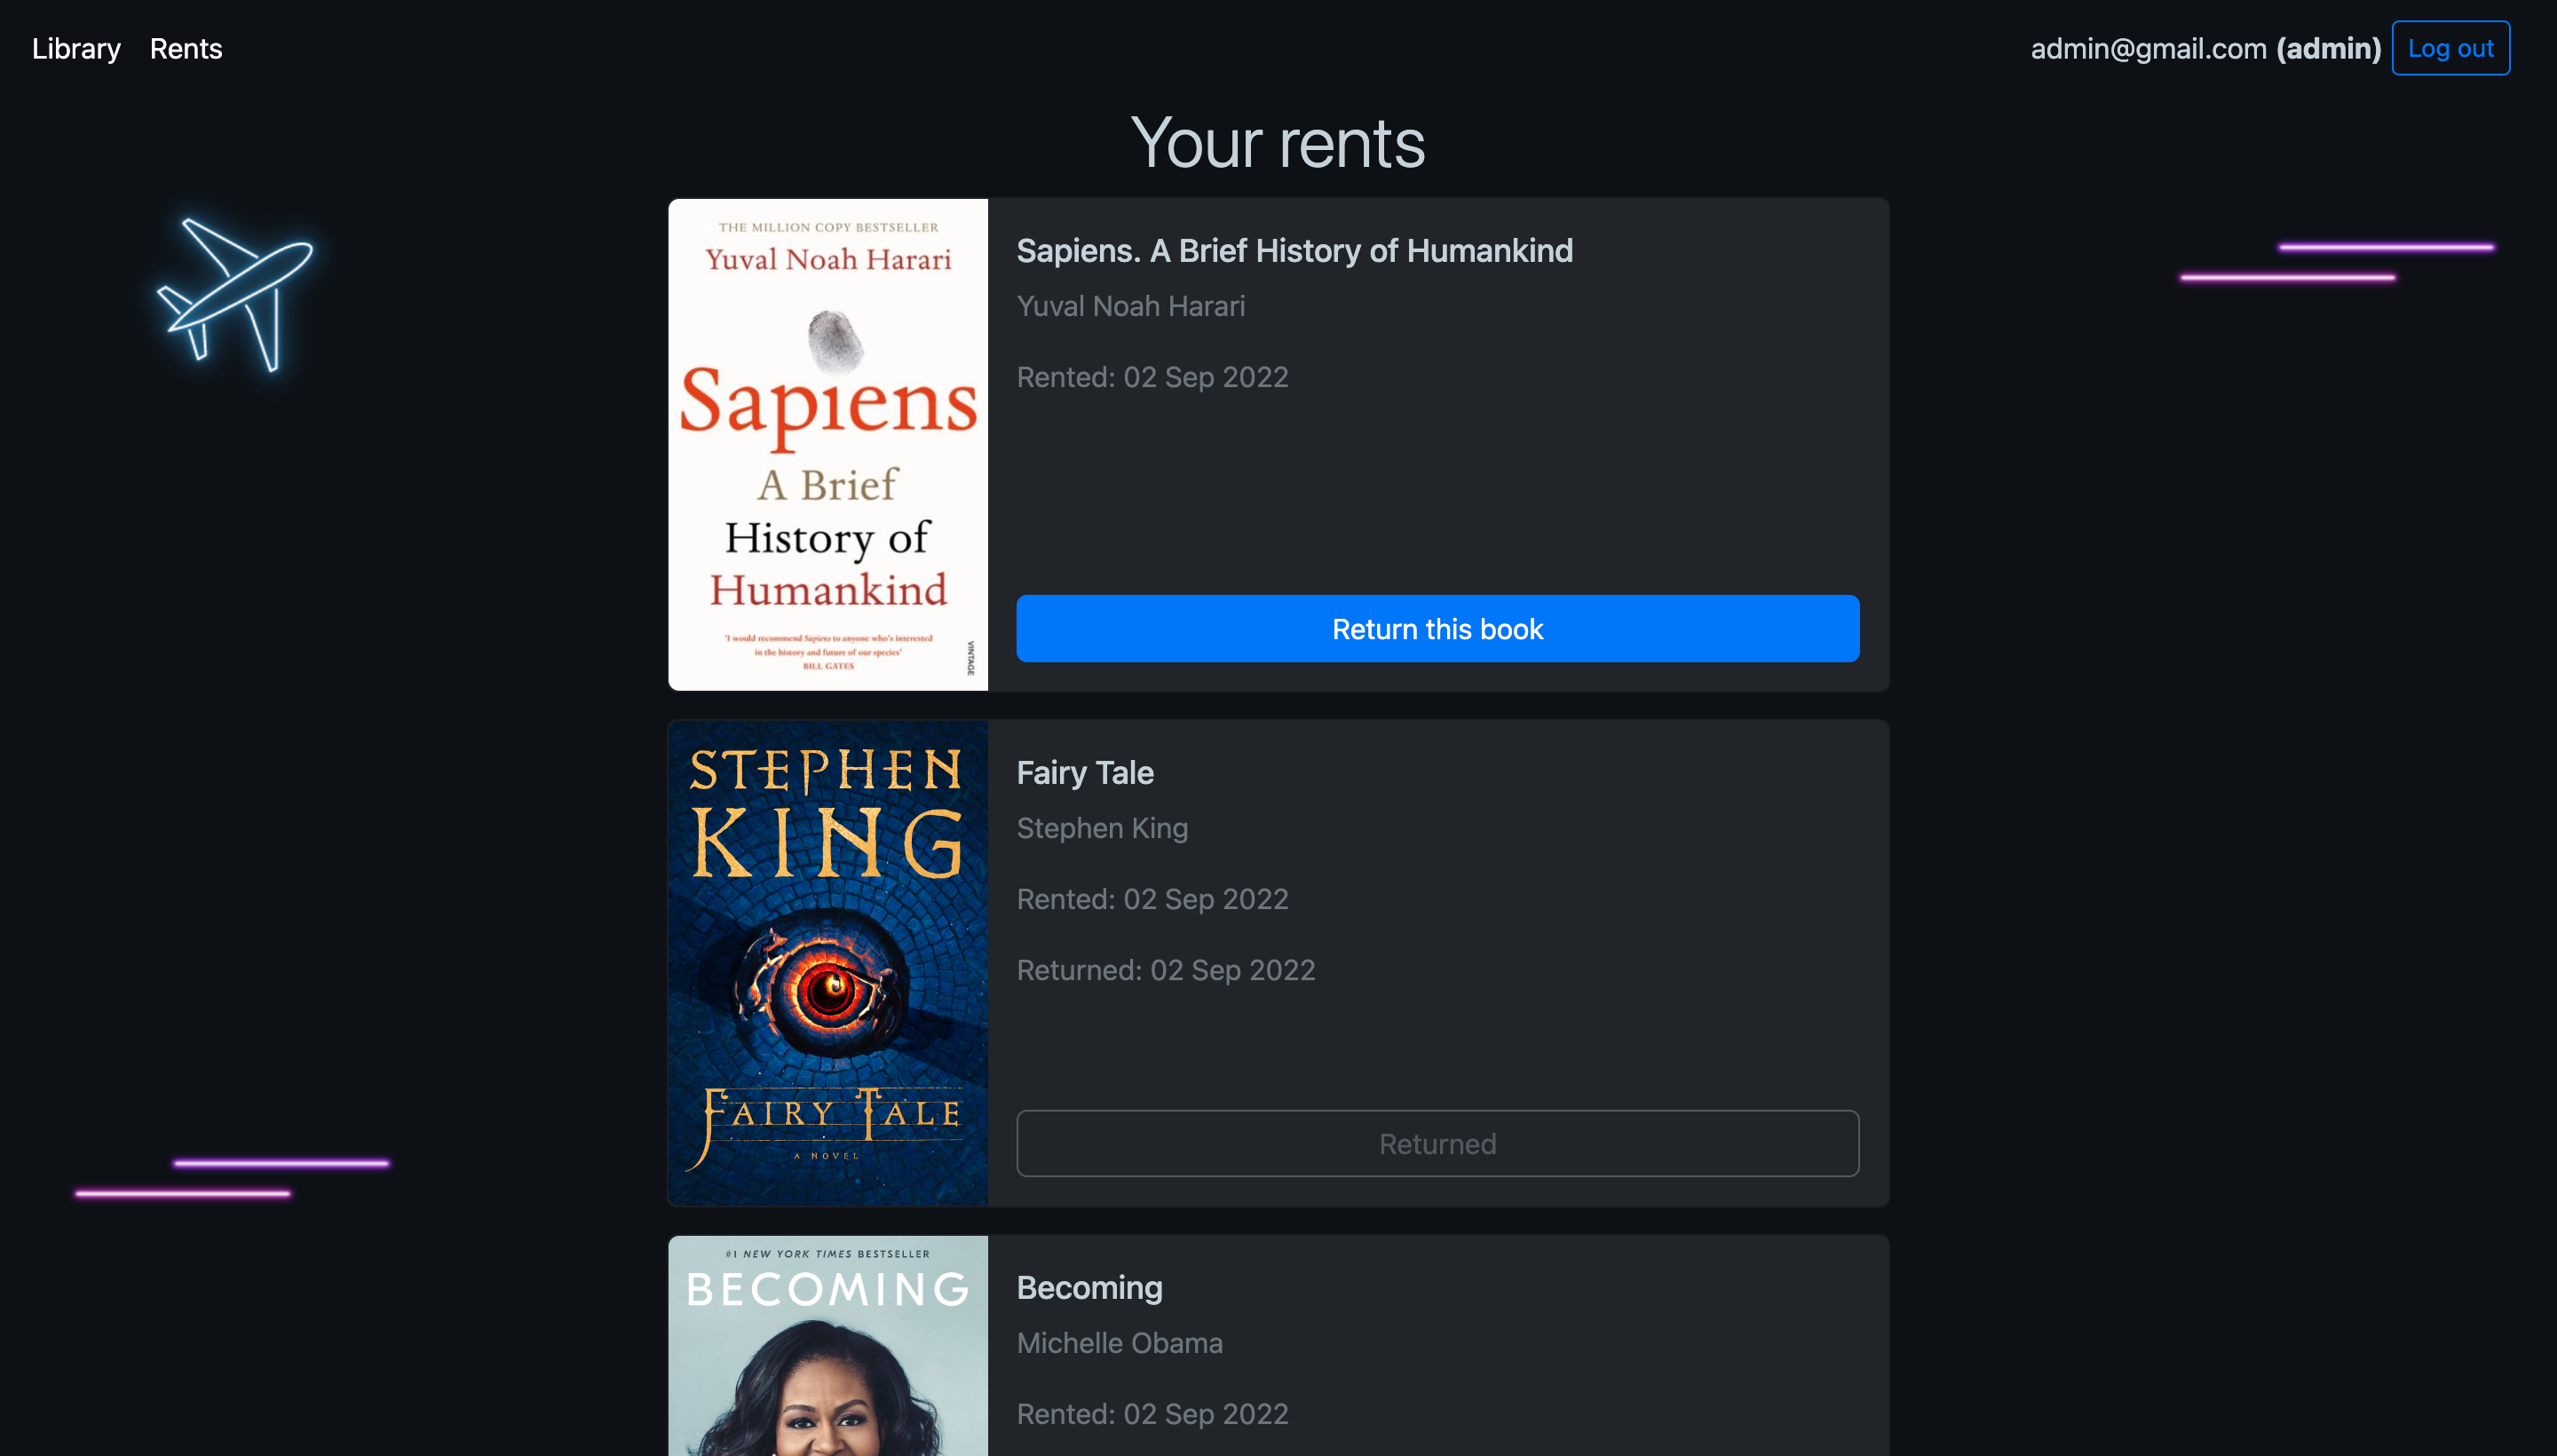 Library Rents
admin@gmail.com (admin) Log out
Your rents
THE MILLION COPY BESTSELLER
Yuval Noah Harari
Sapiens
A Brief
History of
Humankind
'I would recommend Sapiens to anyone who's interested
in the history and future of our species'
BILL GATES
VINTAGE
Sapiens. A Brief History of Humankind
Yuval Noah Harari
Rented: 02 Sep 2022
Return this book
STEPHEN
KING
FAIRY TALE
A NOVEL
Fairy Tale
Stephen King
Rented: 02 Sep 2022
Returned: 02 Sep 2022
Returned
#1 NEW YORK TIMES BESTSELLER
BECOMING
Becoming
Michelle Obama
Rented: 02 Sep 2022